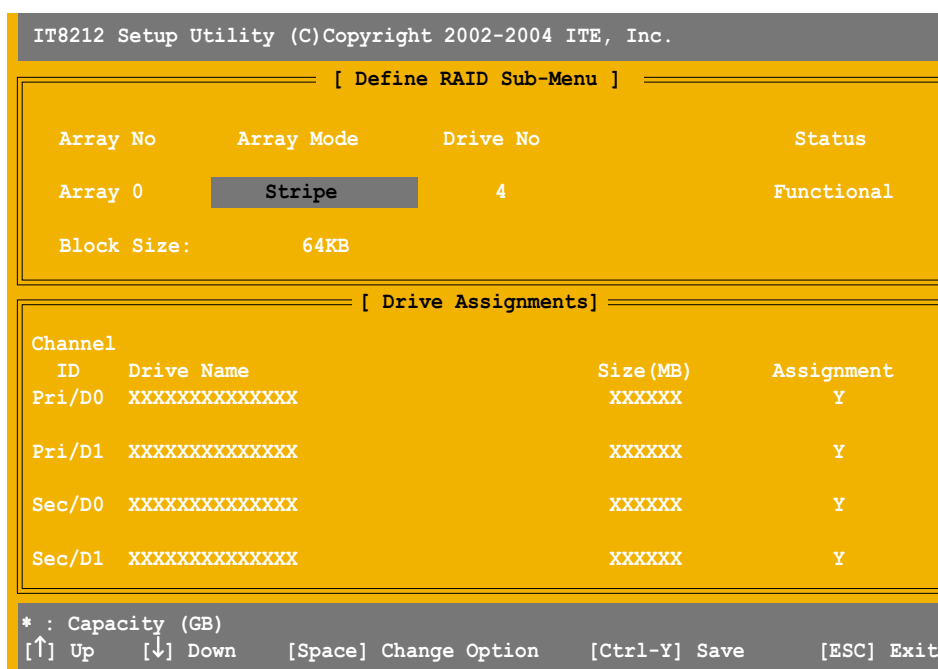 IT8212 Setup Utility (C)Copyright 2002-2004 ITE, Inc.
[ Define RAID Sub-Menu ]
Array No Array Mode Drive No Status
Array 0 Stripe 4 Functional
Block Size: 64KB
[ Drive Assignments]
Channel
ID Drive Name Size(MB) Assignment
Pri/D0 XXXXXXXXXXXXXX XXXXXX Y
Pri/D1 XXXXXXXXXXXXXX XXXXXX Y
Sec/D0 XXXXXXXXXXXXXX XXXXXX Y
Sec/D1 XXXXXXXXXXXXXX XXXXXX Y
* : Capacity (GB)
[↑] Up [↓] Down [Space] Change Option [Ctrl-Y] Save [ESC] Exit